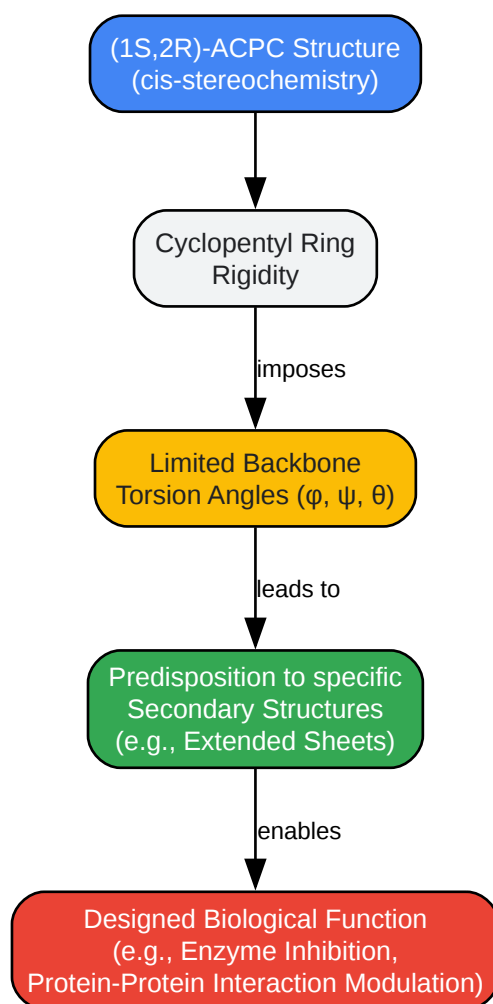 (1S,2R)-ACPC Structure
(cis-stereochemistry)
Cyclopentyl Ring
Rigidity
imposes
Limited Backbone
Torsion Angles (φ, ψ, θ)
leads to
Predisposition to specific
Secondary Structures
(e.g., Extended Sheets)
enables
Designed Biological Function
(e.g., Enzyme Inhibition,
Protein-Protein Interaction Modulation)